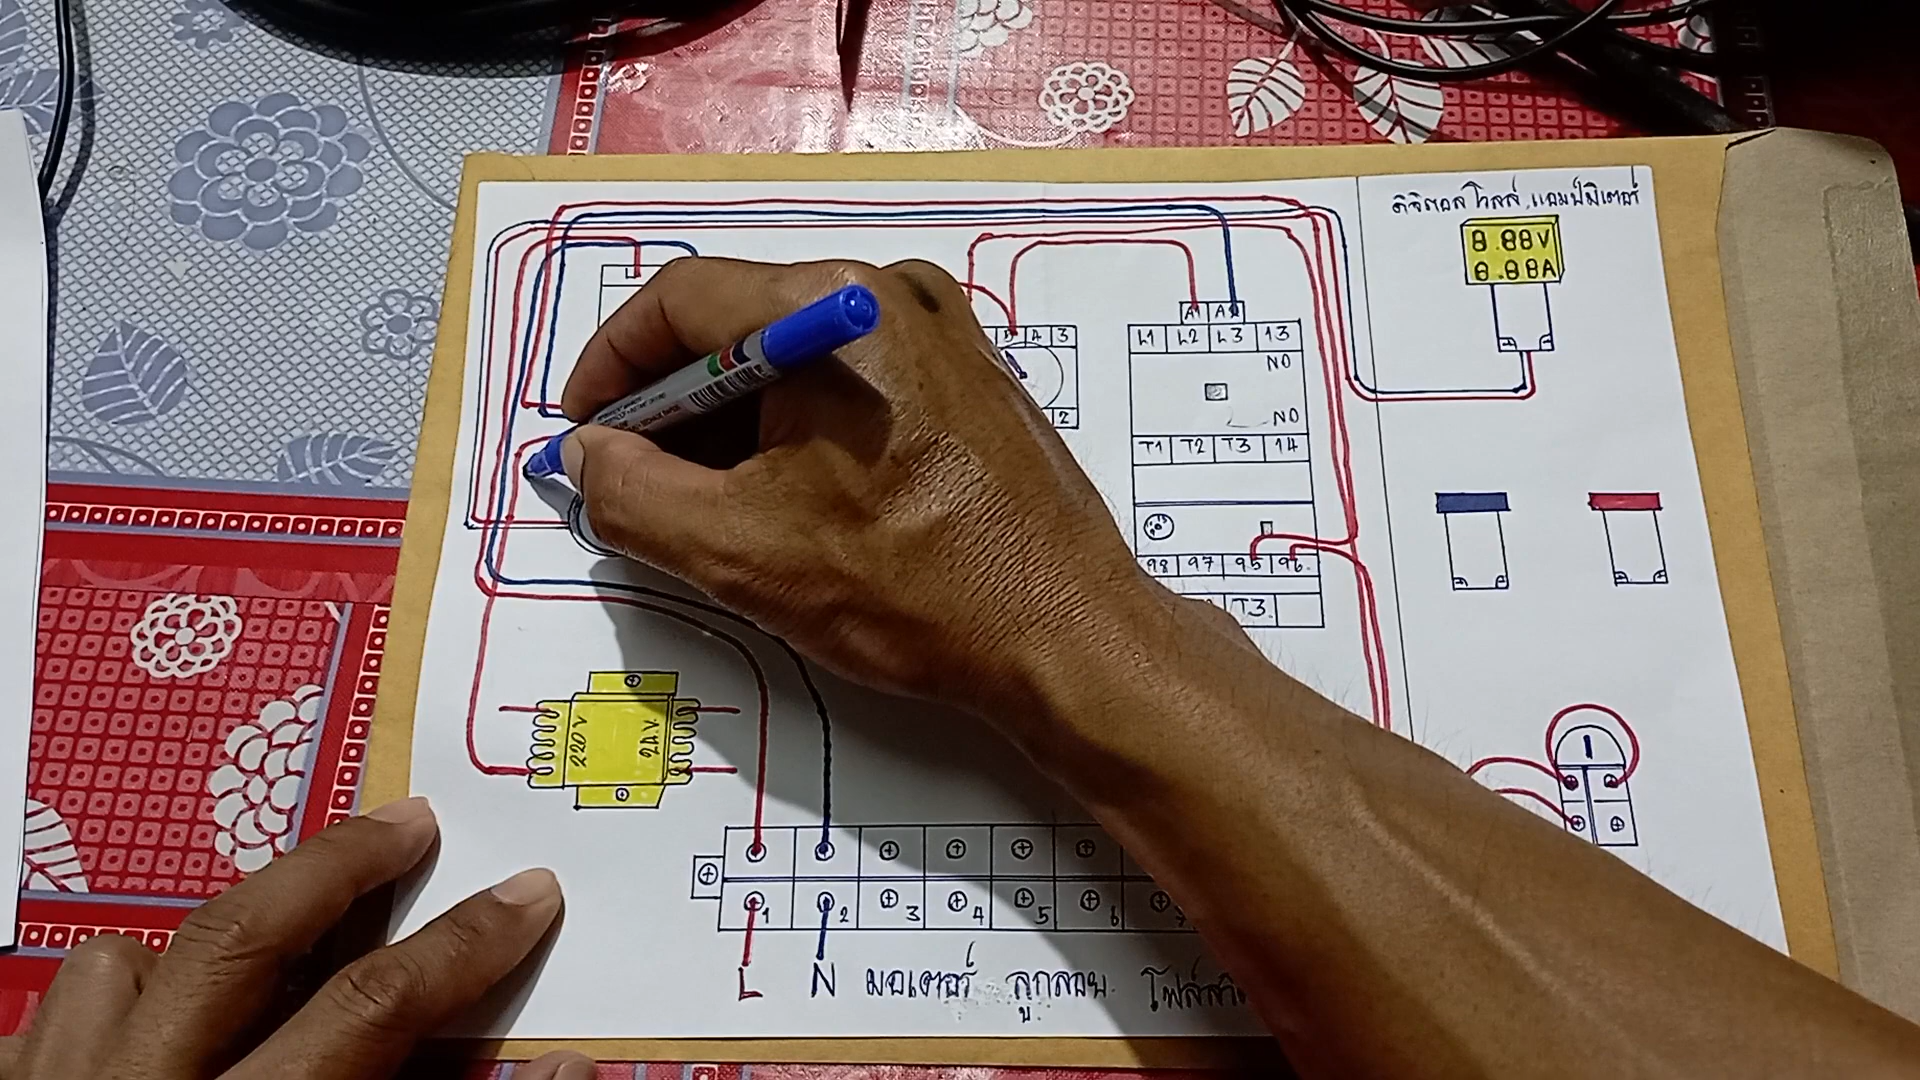 ดิจิตอลโวลล์,แอมป์มิเตอร์
8.88V
8.88A
A1
3
L1 L2 L3 13
NO
2
NO
T1 T2 T3 14
98 97 95 96
T3
220V 24V
1 2 3 4 5 6
L N มอเตอร์ ลูกลอย